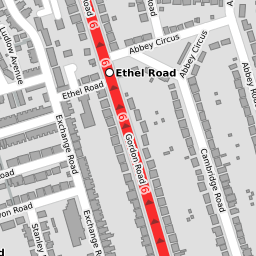 Road
6
Abbey Circus
Ludlow Avenue
6
Ethel Road
Ethel Road
Abbey Circus
Abbey Road
Exchange Road
6
Gordon Road
Cambridge Road
6
Exchange Road
Stanley